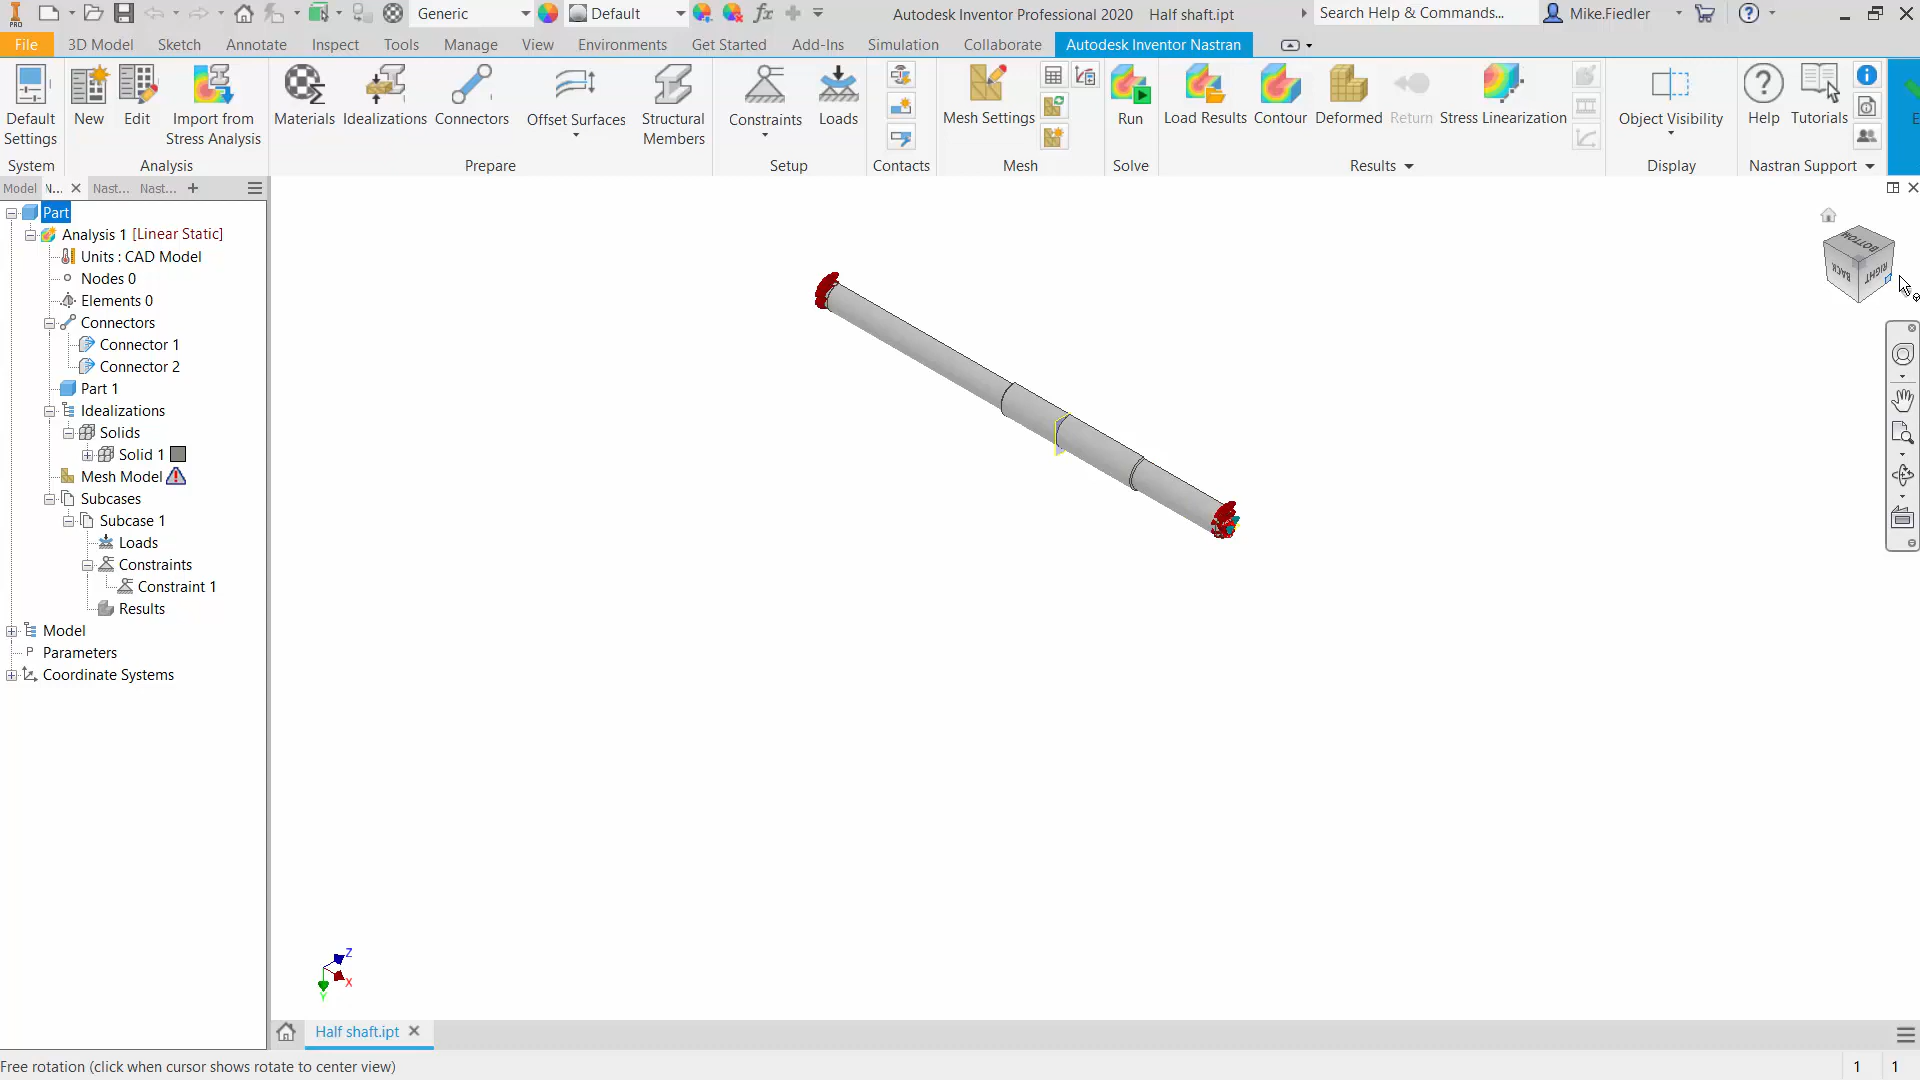 PRO
Generic
Default
fx
Autodesk Inventor Professional 2020 Half shaft.ipt
Search Help & Commands...
Mike.Fiedler
File 3D Model Sketch Annotate Inspect Tools Manage View Environments Get Started Add-Ins Simulation Collaborate Autodesk Inventor Nastran
Default Settings
New
Edit
Import from Stress Analysis
Materials
Idealizations
Connectors
Offset Surfaces
Structural Members
Constraints
Loads
Mesh Settings
Run
Load Results
Contour
Deformed
Return
Stress Linearization
Object Visibility
Help
Tutorials
System Analysis Prepare Setup Contacts Mesh Solve Results Display Nastran Support
Model N... Nast... Nast...
Part
Analysis 1 [Linear Static]
Units : CAD Model
Nodes 0
Elements 0
Connectors
Connector 1
Connector 2
Part 1
Idealizations
Solids
Solid 1
Mesh Model
Subcases
Subcase 1
Loads
Constraints
Constraint 1
Results
Model
P Parameters
Coordinate Systems
BOTTOM
BACK
RIGHT
Z
X
Y
Half shaft.ipt
Free rotation (click when cursor shows rotate to center view)
1 1